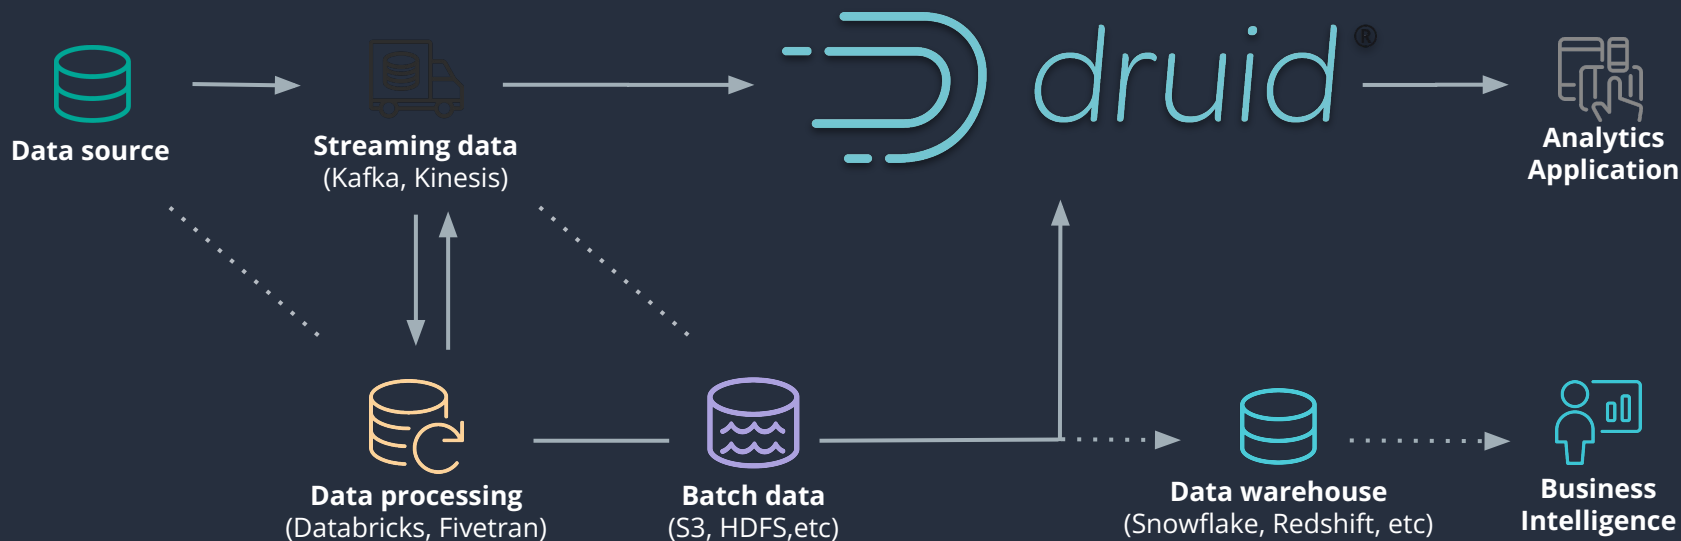 druid®
Data source
Streaming data
(Kafka, Kinesis)
Analytics
Application
Data processing
(Databricks, Fivetran)
Batch data
(S3, HDFS,etc)
Data warehouse
(Snowflake, Redshift, etc)
Business
Intelligence